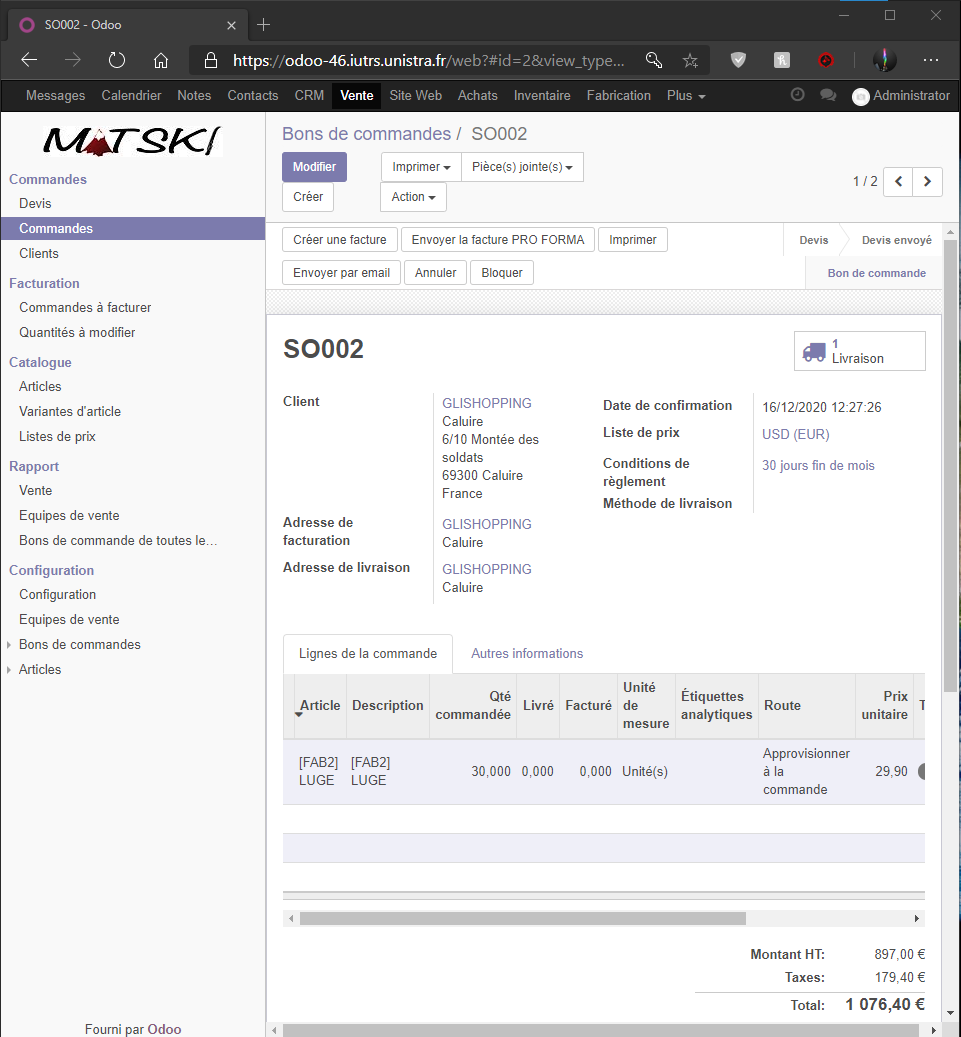 SO002 - Odoo
https://odoo-46.iutrs.unistra.fr/web?#id=2&view_type...
Messages Calendrier Notes Contacts CRM Vente Site Web Achats Inventaire Fabrication Plus Administrator
MATSKI
Commandes
Devis
Commandes
Clients
Facturation
Commandes à facturer
Quantités à modifier
Catalogue
Articles
Variantes d'article
Listes de prix
Rapport
Vente
Equipes de vente
Bons de commande de toutes le...
Configuration
Configuration
Equipes de vente
Bons de commandes
Articles
Fourni par Odoo
Bons de commandes / SO002
Modifier Imprimer Pièce(s) jointe(s)
Créer Action
1 / 2
Créer une facture Envoyer la facture PRO FORMA Imprimer
Envoyer par email Annuler Bloquer
Devis Devis envoyé
Bon de commande
SO002
1
Livraison
Client
GLISHOPPING
Caluire
6/10 Montée des
soldats
69300 Caluire
France
Adresse de
facturation
GLISHOPPING
Caluire
Adresse de livraison
GLISHOPPING
Caluire
Date de confirmation 16/12/2020 12:27:26
Liste de prix USD (EUR)
Conditions de
règlement
30 jours fin de mois
Méthode de livraison
Lignes de la commande Autres informations
Article
Description
Qté
commandée
Livré
Facturé
Unité
de
mesure
Étiquettes
analytiques
Route
Prix
unitaire
T
[FAB2]
LUGE
[FAB2]
LUGE
30,000
0,000
0,000
Unité(s)
Approvisionner
à la
commande
29,90
Montant HT: 897,00 €
Taxes: 179,40 €
Total: 1 076,40 €